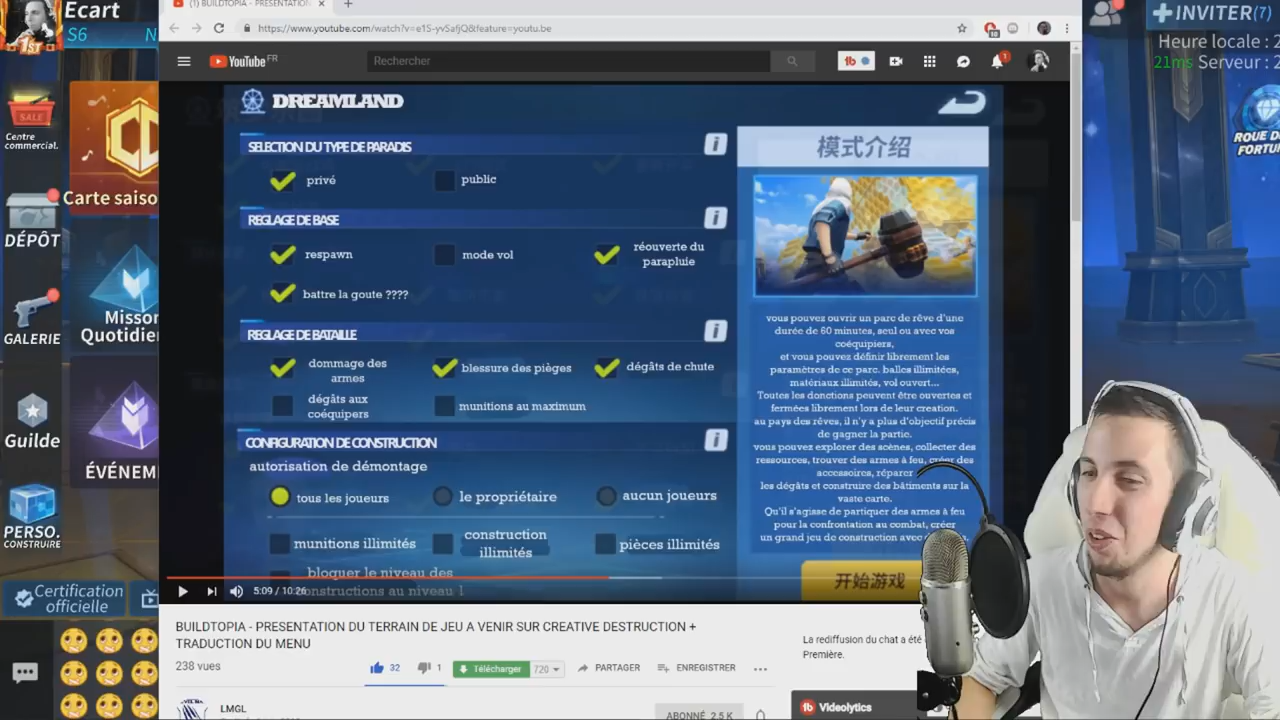 Ecart
S6
1ST
SALE
Centre
commercial.
Carte saiso
DÉPÔT
Misson
Quotidien
GALERIE
Guilde
ÉVÉNEM
PERSO.
CONSTRUIRE
Certification
officielle
(1) BUILDTOPIA - PRESENTATION
https://www.youtube.com/watch?v=e1S-yvSafjQ&feature=youtu.be
YouTube FR
Rechercher
DREAMLAND
SELECTION DU TYPE DE PARADIS
privé
public
REGLAGE DE BASE
respawn
mode vol
réouverte du
parapluie
battre la goute ????
REGLAGE DE BATAILLE
dommage des
armes
blessure des pièges
dégâts de chute
dégâts aux
coéquipers
munitions au maximum
CONFIGURATION DE CONSTRUCTION
autorisation de démontage
tous les joueurs
le propriétaire
aucun joueurs
munitions illimités
construction
illimités
pièces illimités
bloquer le niveau des
constructions au niveau 1
模式介绍
vous pouvez ouvrir un parc de rêve d'une
durée de 60 minutes, seul ou avec vos
coéquipiers,
et vous pouvez définir librement les
paramètres de ce parc. balles illimitées,
matériaux illimités, vol ouvert...
Toutes les donctions peuvent être ouvertes et
fermées librement lors de leur creation.
au pays des rêves, il n'y a plus d'objectif précis
de gagner la partie.
vous pouvez explorer des scènes, collecter des
ressources, trouver des armes à feu, créer des
accessoires, réparer
les dégâts et construire des bâtiments sur la
vaste carte.
Qu'il s'agisse de partiquer des armes à feu
pour la confrontation au combat, créer
un grand jeu de construction avec
开始游戏
5:09 / 10:26
BUILDTOPIA - PRESENTATION DU TERRAIN DE JEU A VENIR SUR CREATIVE DESTRUCTION +
TRADUCTION DU MENU
238 vues
32
1
Télécharger
720
PARTAGER
ENREGISTRER
LMGL
ABONNÉ 2,5 K
La rediffusion du chat a été
Première.
Videolytics
INVITER(7)
Heure locale : 2
21ms Serveur : 2
ROUE DE
FORTU